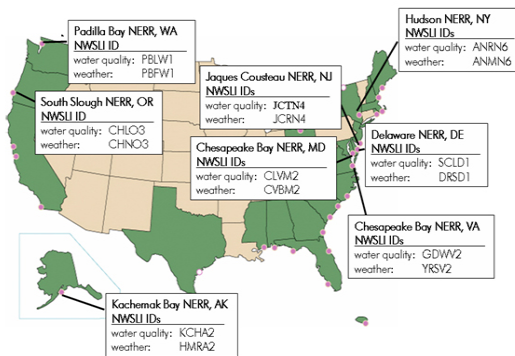 Hudson NERR, NY
NWSLI IDs
water quality: ANRN6
weather: ANMN6
Padilla Bay NERR, WA
NWSLI ID
water quality: PBLW1
weather: PBFW1
Jaques Cousteau NERR, NJ
NWSLI IDs
water quality: JCTN4
weather: JCRN4
South Slough NERR, OR
NWSLI ID
water quality: CHLO3
weather: CHNO3
Delaware NERR, DE
NWSLI IDs
water quality: SCLD1
weather: DRSD1
Chesapeake Bay NERR, MD
NWSLI IDs
water quality: CLVM2
weather: CVBM2
Chesapeake Bay NERR, VA
NWSLI IDs
water quality: GDWV2
weather: YRSV2
Kachemak Bay NERR, AK
NWSLI IDs
water quality: KCHA2
weather: HMRA2